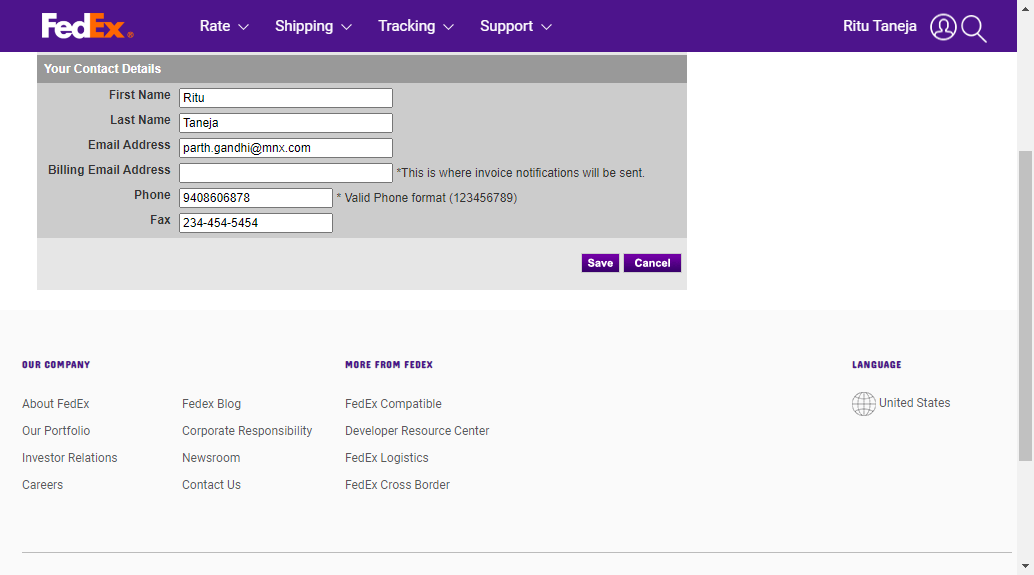 FedEx® Rate Shipping Tracking Support Ritu Taneja
Your Contact Details
First Name Ritu
Last Name Taneja
Email Address parth.gandhi@mnx.com
Billing Email Address *This is where invoice notifications will be sent.
Phone 9408606878 * Valid Phone format (123456789)
Fax 234-454-5454
Save Cancel
OUR COMPANY MORE FROM FEDEX LANGUAGE
About FedEx Fedex Blog FedEx Compatible United States
Our Portfolio Corporate Responsibility Developer Resource Center
Investor Relations Newsroom FedEx Logistics
Careers Contact Us FedEx Cross Border